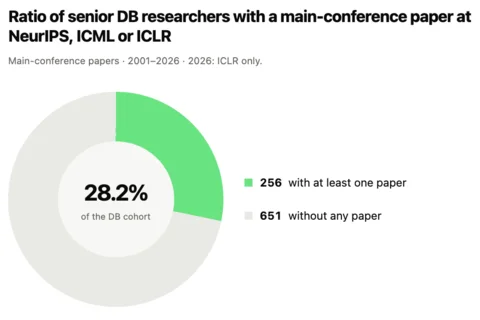 Ratio of senior DB researchers with a main-conference paper at
NeurIPS, ICML or ICLR
Main-conference papers · 2001–2026 · 2026: ICLR only.
28.2%
of the DB cohort
256 with at least one paper
651 without any paper